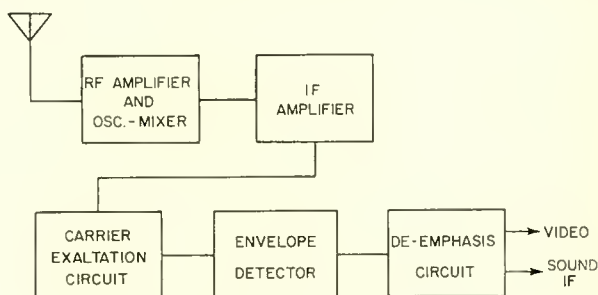 RF AMPLIFIER
AND
OSC.-MIXER
IF
AMPLIFIER
CARRIER
EXALTATION
CIRCUIT
ENVELOPE
DETECTOR
DE-EMPHASIS
CIRCUIT
VIDEO
SOUND
IF